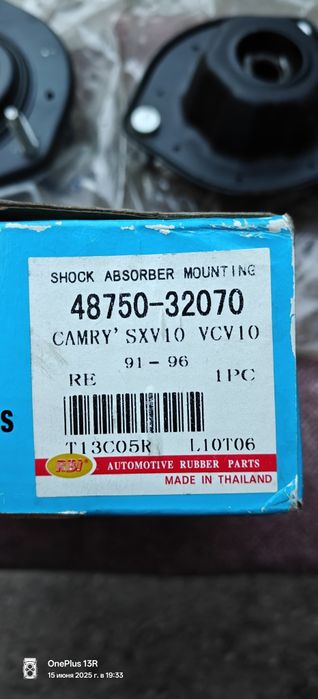 SHOCK ABSORBER MOUNTING
48750-32070
CAMRY' SXV10 VCV10
91-96
RE 1PC
S
T13C05R L10T06
RBI AUTOMOTIVE RUBBER PARTS
MADE IN THAILAND
OnePlus 13R
15 июня 2025 г. в 19:33